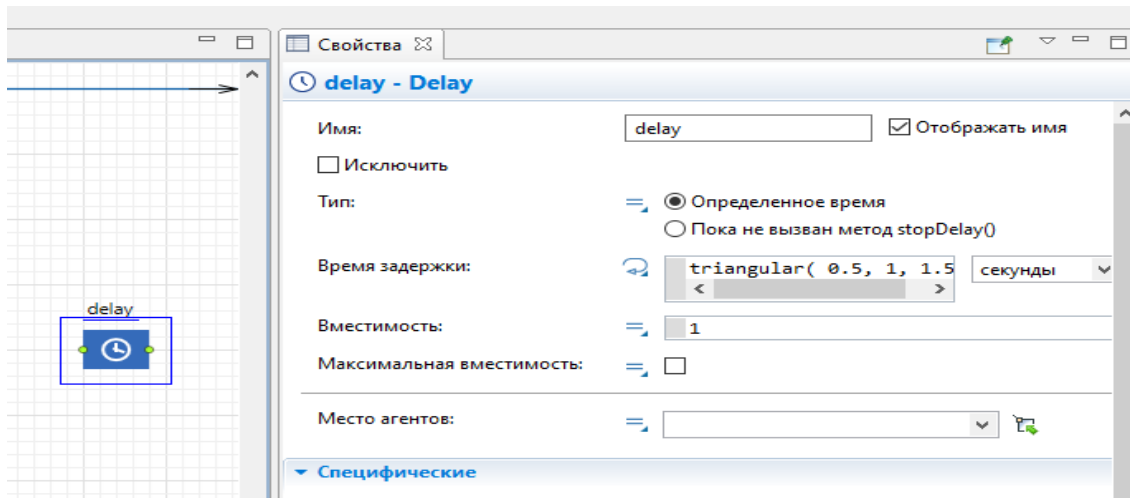 Свойства
delay - Delay
Имя:
delay
Отображать имя
Исключить
Тип:
Определенное время
Пока не вызван метод stopDelay()
Время задержки:
triangular( 0.5, 1, 1.5
секунды
delay
Вместимость:
1
Максимальная вместимость:
Место агентов:
Специфические